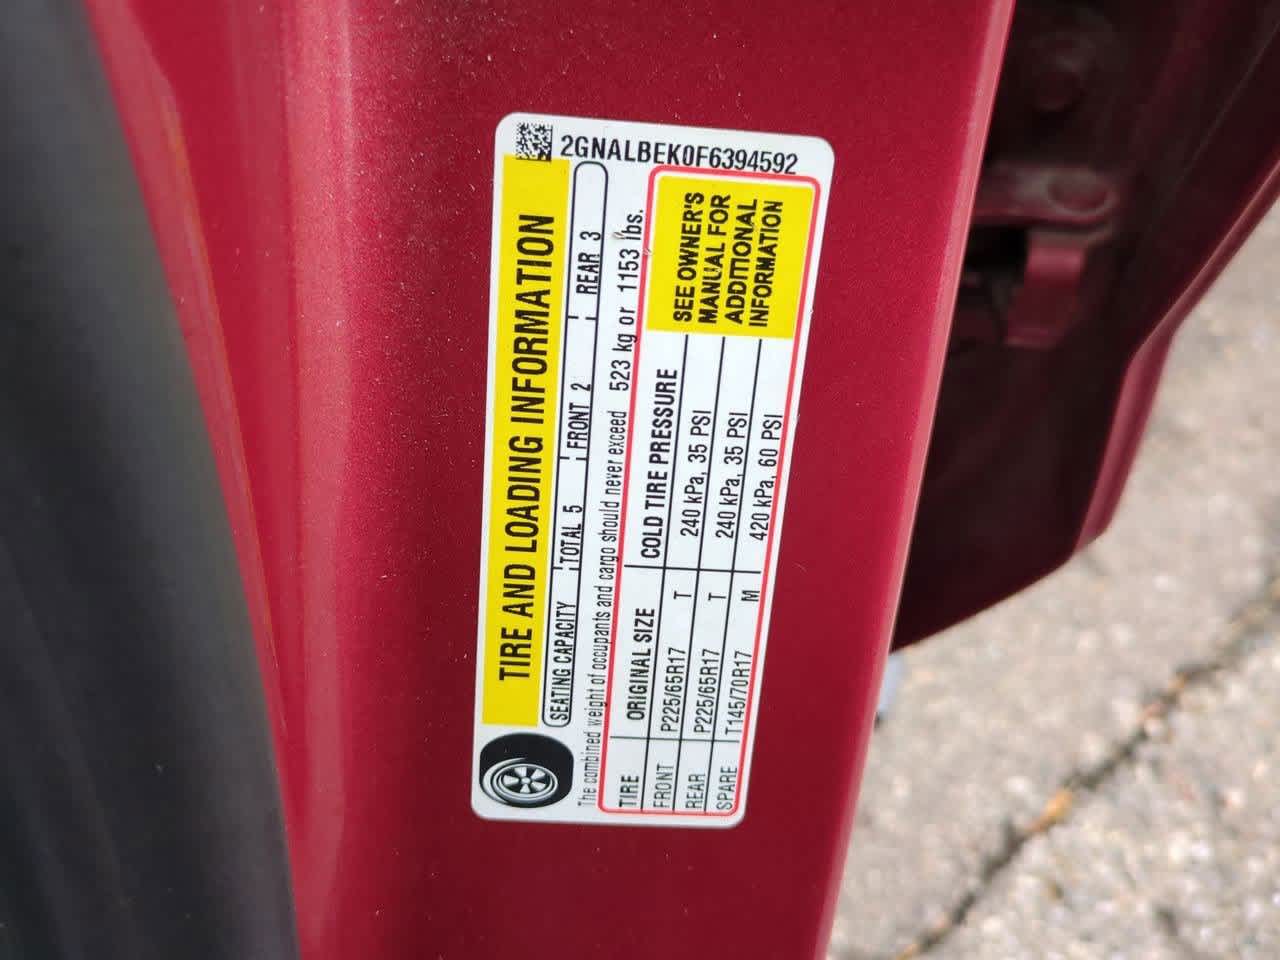 2GNALBEK0F6394592
TIRE AND LOADING INFORMATION
SEATING CAPACITY TOTAL 5 FRONT 2 REAR 3
The combined weight of occupants and cargo should never exceed 523 kg or 1153 lbs.
TIRE ORIGINAL SIZE COLD TIRE PRESSURE
FRONT P225/65R17 T 240 kPa, 35 PSI
REAR P225/65R17 T 240 kPa, 35 PSI
SPARE T145/70R17 M 420 kPa, 60 PSI
SEE OWNER'S
MANUAL FOR
ADDITIONAL
INFORMATION